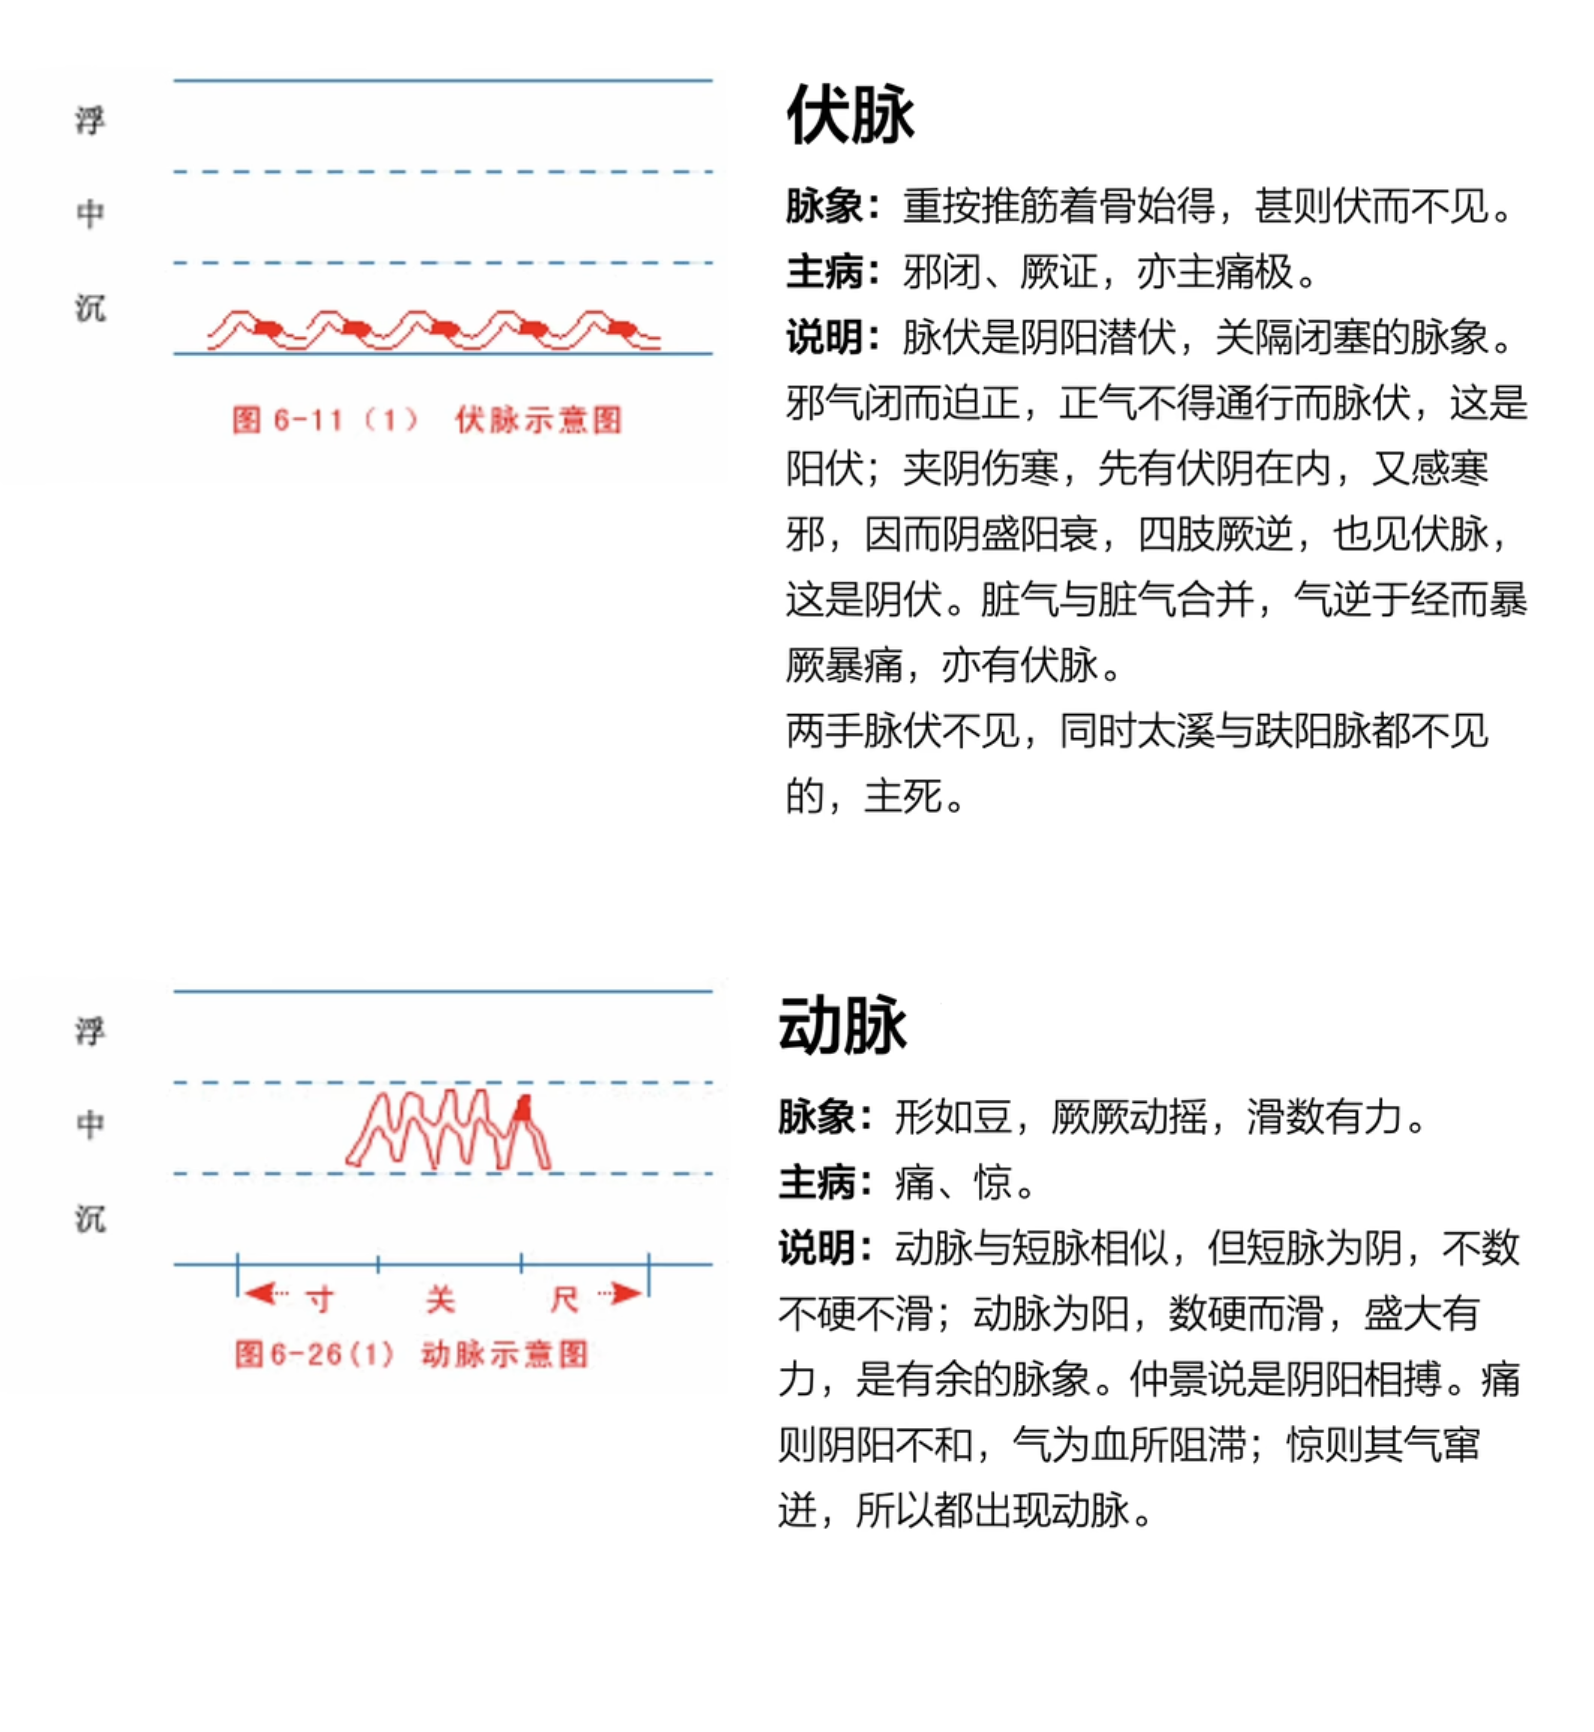 浮
中
沉
图 6-11（1） 伏脉示意图
伏脉
脉象：重按推筋着骨始得，甚则伏而不见。
主病：邪闭、厥证，亦主痛极。
说明：脉伏是阴阳潜伏，关隔闭塞的脉象。
邪气闭而迫正，正气不得通行而脉伏，这是
阳伏；夹阴伤寒，先有伏阴在内，又感寒
邪，因而阴盛阳衰，四肢厥逆，也见伏脉，
这是阴伏。脏气与脏气合并，气逆于经而暴
厥暴痛，亦有伏脉。
两手脉伏不见，同时太溪与趺阳脉都不见
的，主死。
浮
中
沉
寸 关 尺
图6-26(1) 动脉示意图
动脉
脉象：形如豆，厥厥动摇，滑数有力。
主病：痛、惊。
说明：动脉与短脉相似，但短脉为阴，不数
不硬不滑；动脉为阳，数硬而滑，盛大有
力，是有余的脉象。仲景说是阴阳相搏。痛
则阴阳不和，气为血所阻滞；惊则其气窜
迸，所以都出现动脉。